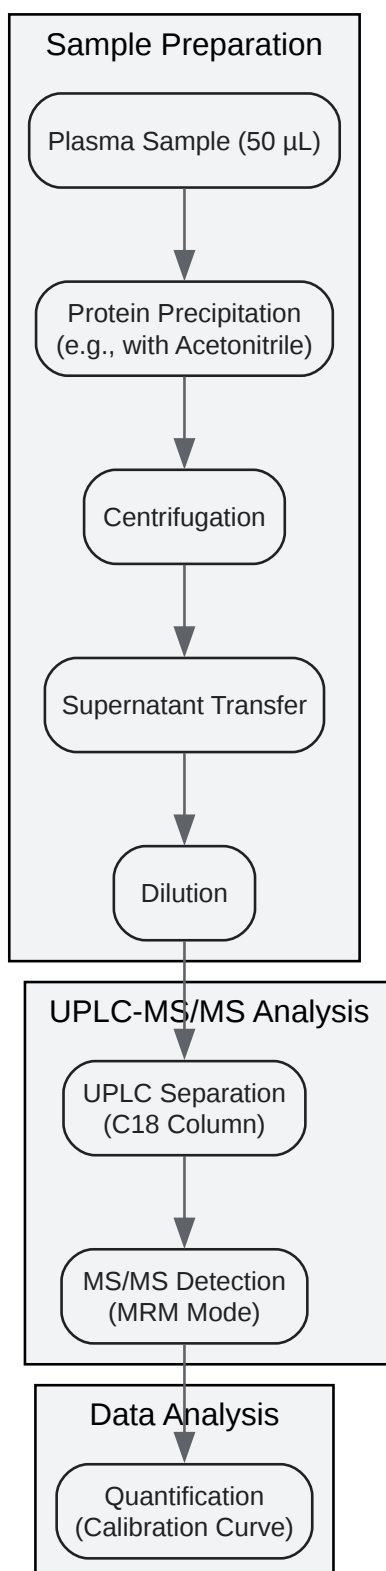 Sample Preparation
Plasma Sample (50 µL)
Protein Precipitation
(e.g., with Acetonitrile)
Centrifugation
Supernatant Transfer
Dilution
UPLC-MS/MS Analysis
UPLC Separation
(C18 Column)
MS/MS Detection
(MRM Mode)
Data Analysis
Quantification
(Calibration Curve)